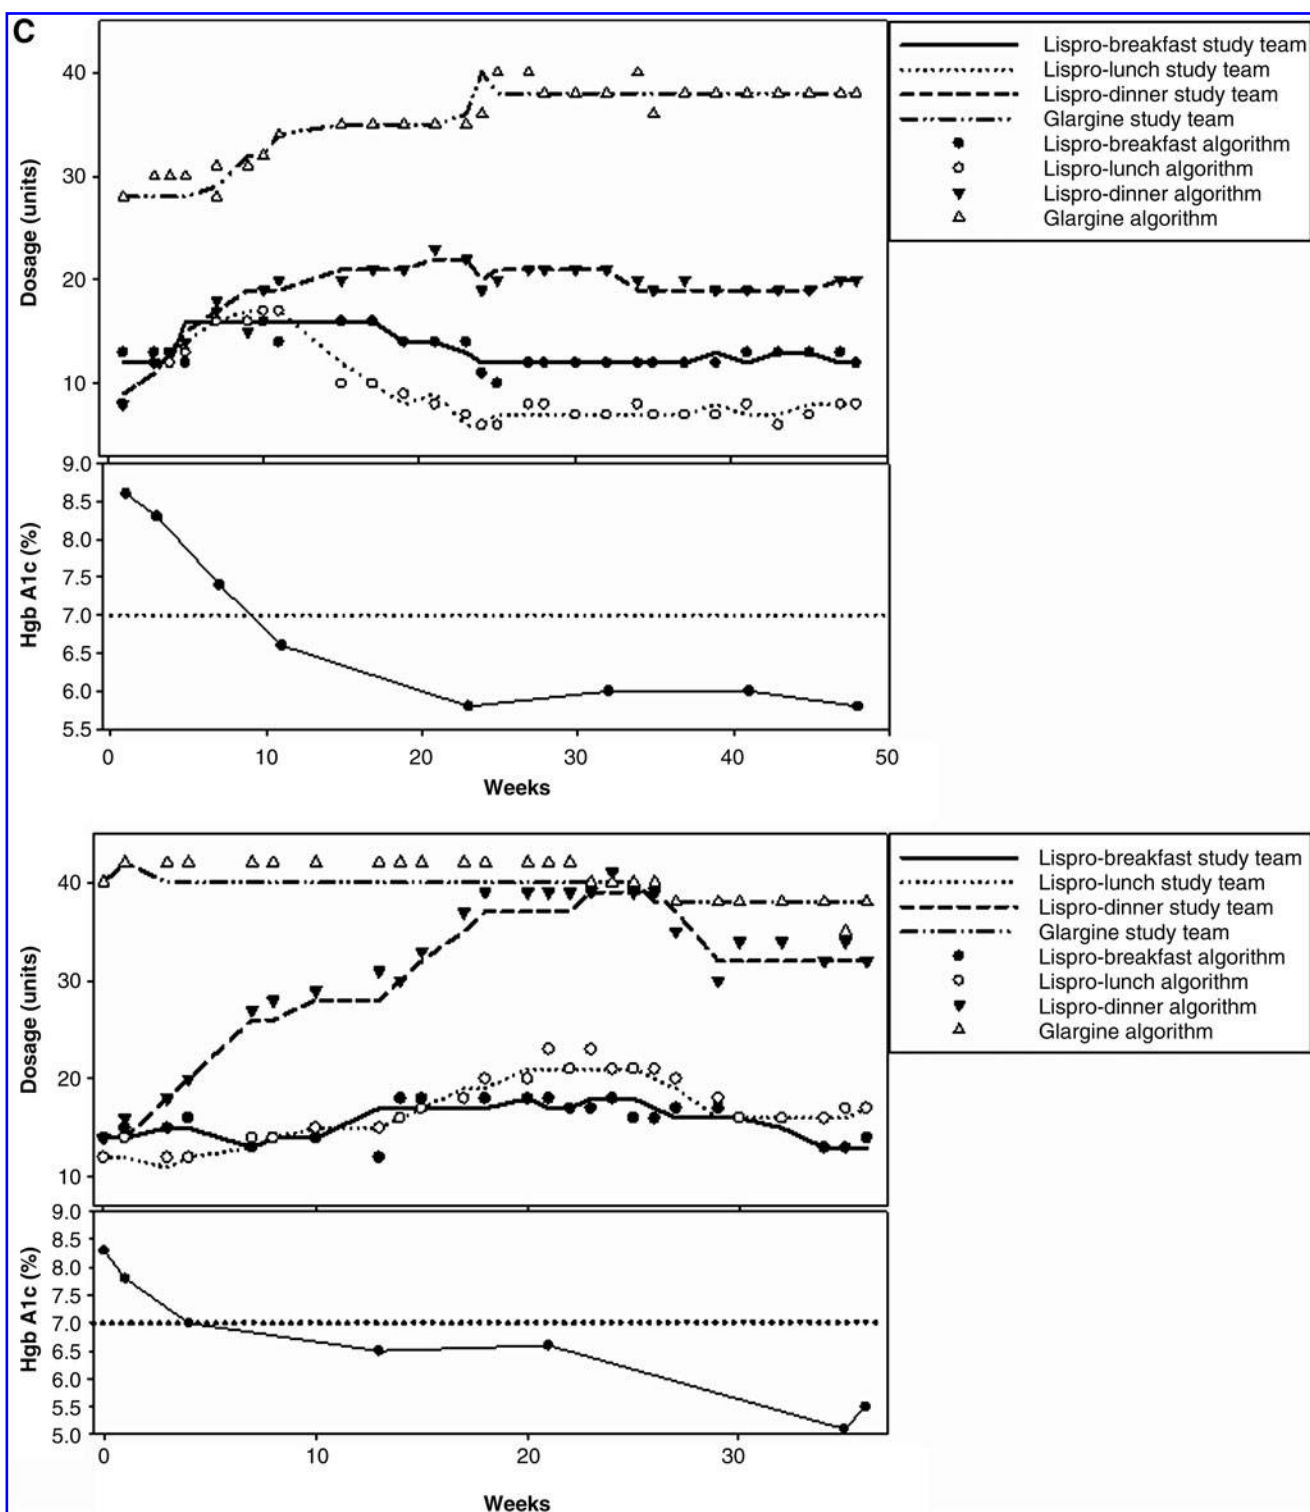 C
Dosage (units)
40
30
20
10
Lispro-breakfast study team
Lispro-lunch study team
Lispro-dinner study team
Glargine study team
Lispro-breakfast algorithm
Lispro-lunch algorithm
Lispro-dinner algorithm
Glargine algorithm
Hgb A1c (%)
9.0
8.5
8.0
7.5
7.0
6.5
6.0
5.5
0 10 20 30 40 50
Weeks
Dosage (units)
40
30
20
10
Lispro-breakfast study team
Lispro-lunch study team
Lispro-dinner study team
Glargine study team
Lispro-breakfast algorithm
Lispro-lunch algorithm
Lispro-dinner algorithm
Glargine algorithm
Hgb A1c (%)
9.0
8.5
8.0
7.5
7.0
6.5
6.0
5.5
5.0
0 10 20 30
Weeks